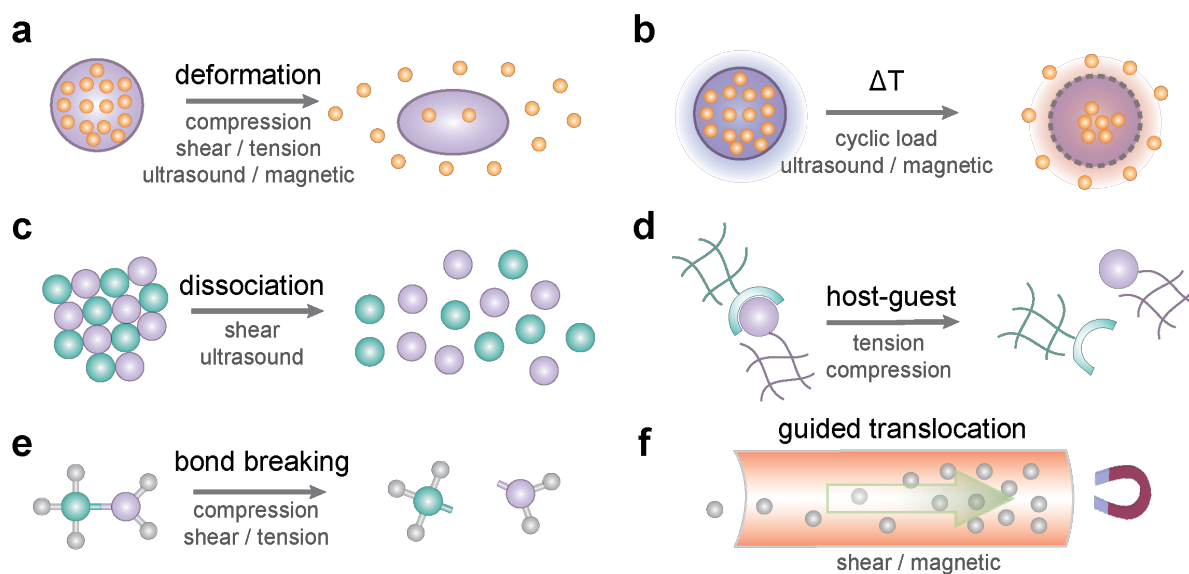 a
deformation
compression
shear / tension
ultrasound / magnetic
b
ΔT
cyclic load
ultrasound / magnetic
c
dissociation
shear
ultrasound
d
host-guest
tension
compression
e
bond breaking
compression
shear / tension
f
guided translocation
shear / magnetic